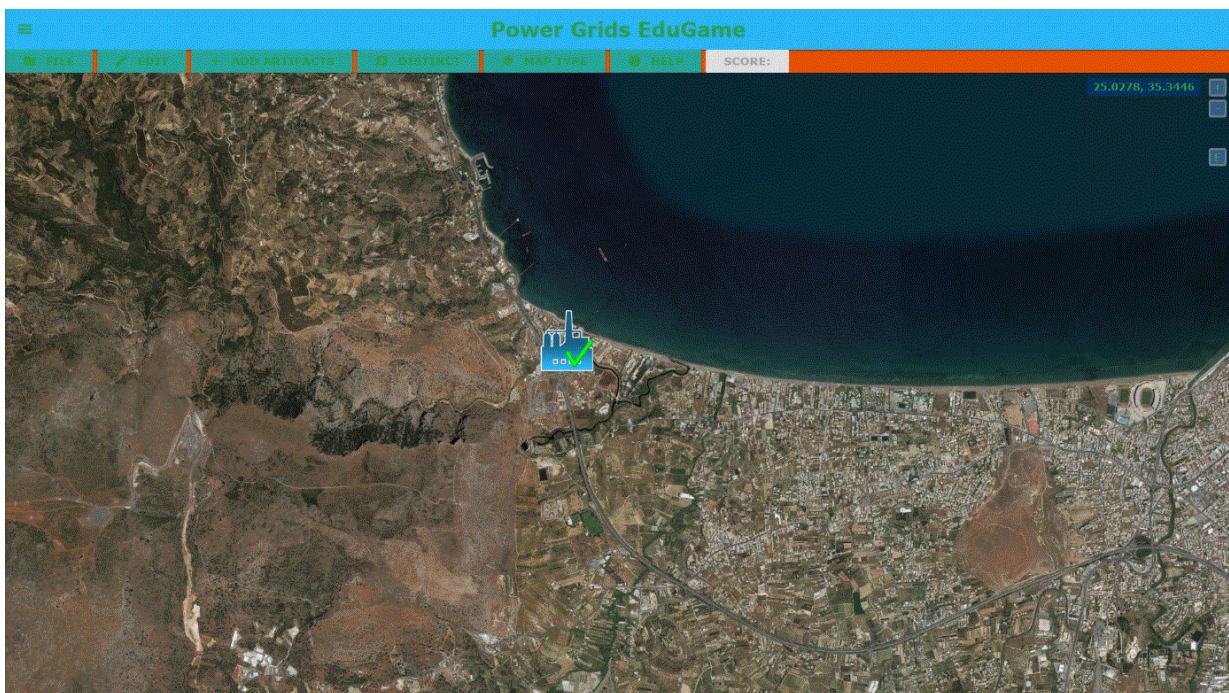 Power Grids EduGame
FILE EDIT + ADD ARTIFACTS DISTINCT MAP TYPE HELP SCORE:
25.0278, 35.3446
+
-
E